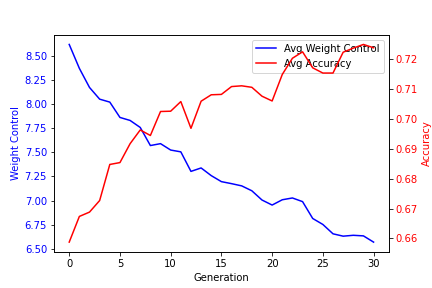 Avg Weight Control
Avg Accuracy
8.50
8.25
8.00
7.75
7.50
7.25
7.00
6.75
6.50
Weight Control
0.72
0.71
0.70
0.69
0.68
0.67
0.66
Accuracy
0 5 10 15 20 25 30
Generation